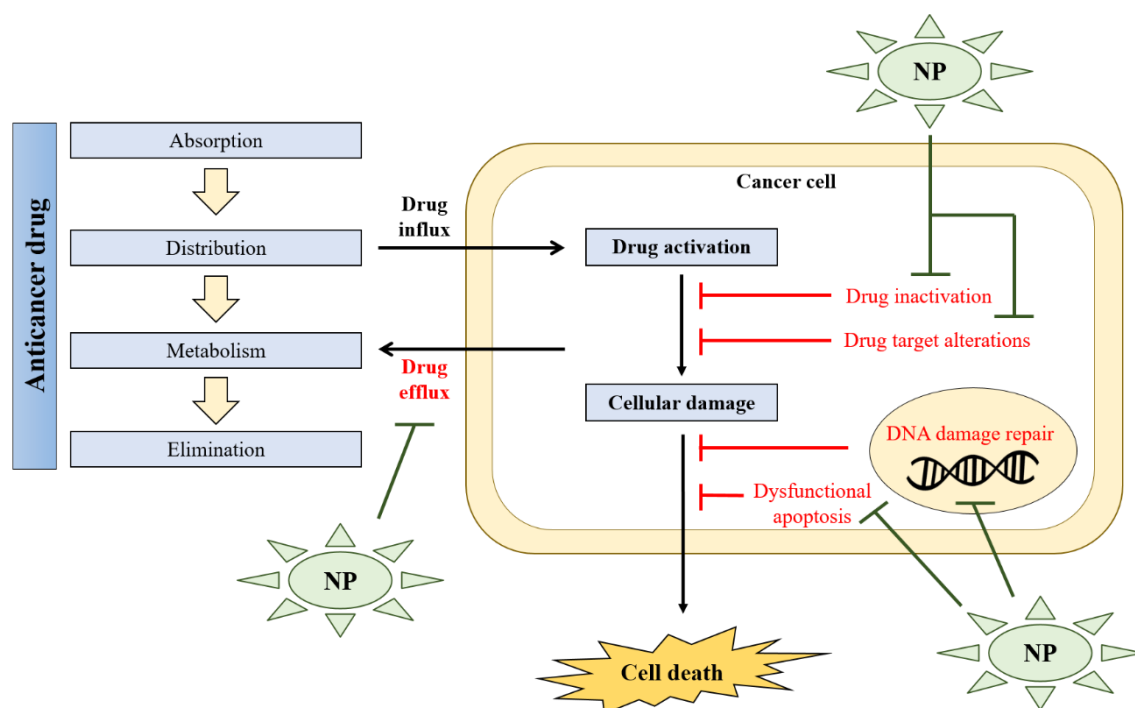 NP
Anticancer drug
Absorption
Cancer cell
Drug
influx
Distribution
Drug activation
Drug inactivation
Metabolism
Drug target alterations
Drug
efflux
Cellular damage
Elimination
DNA damage repair
Dysfunctional
apoptosis
NP
NP
Cell death